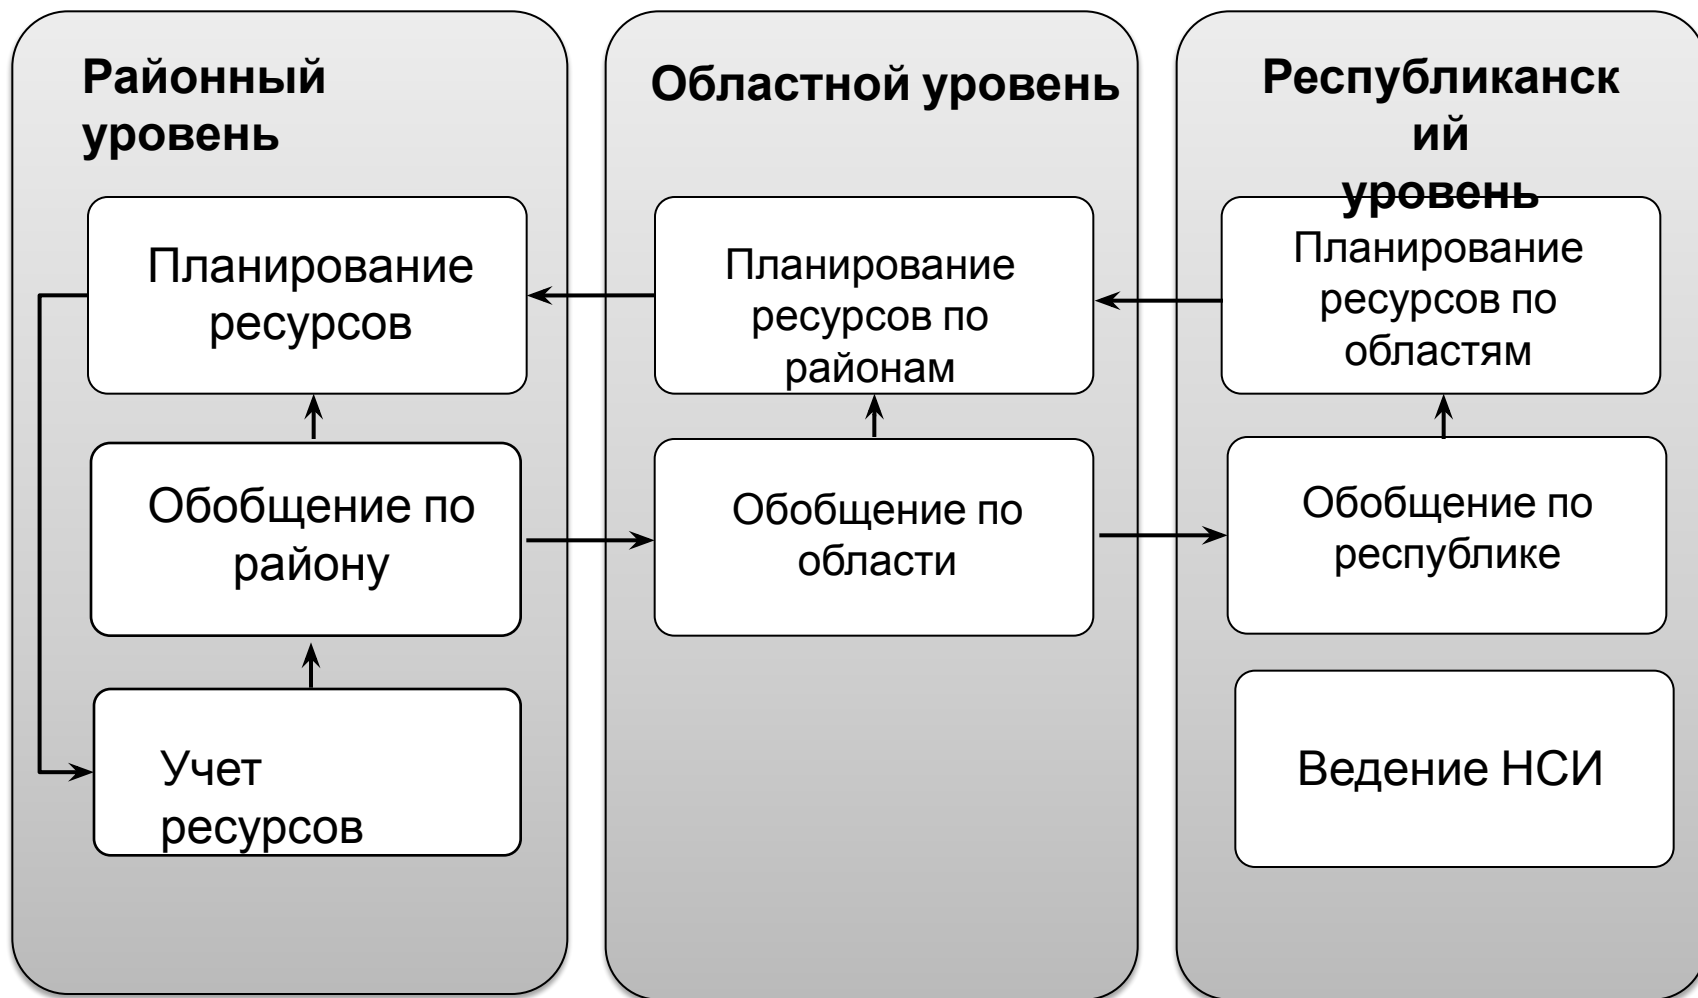 Районный
уровень
Планирование
ресурсов
Обобщение по
району
Учет
ресурсов
Областной уровень
Планирование
ресурсов по
районам
Обобщение по
области
Республиканск
ий
уровень
Планирование
ресурсов по
областям
Обобщение по
республике
Ведение НСИ